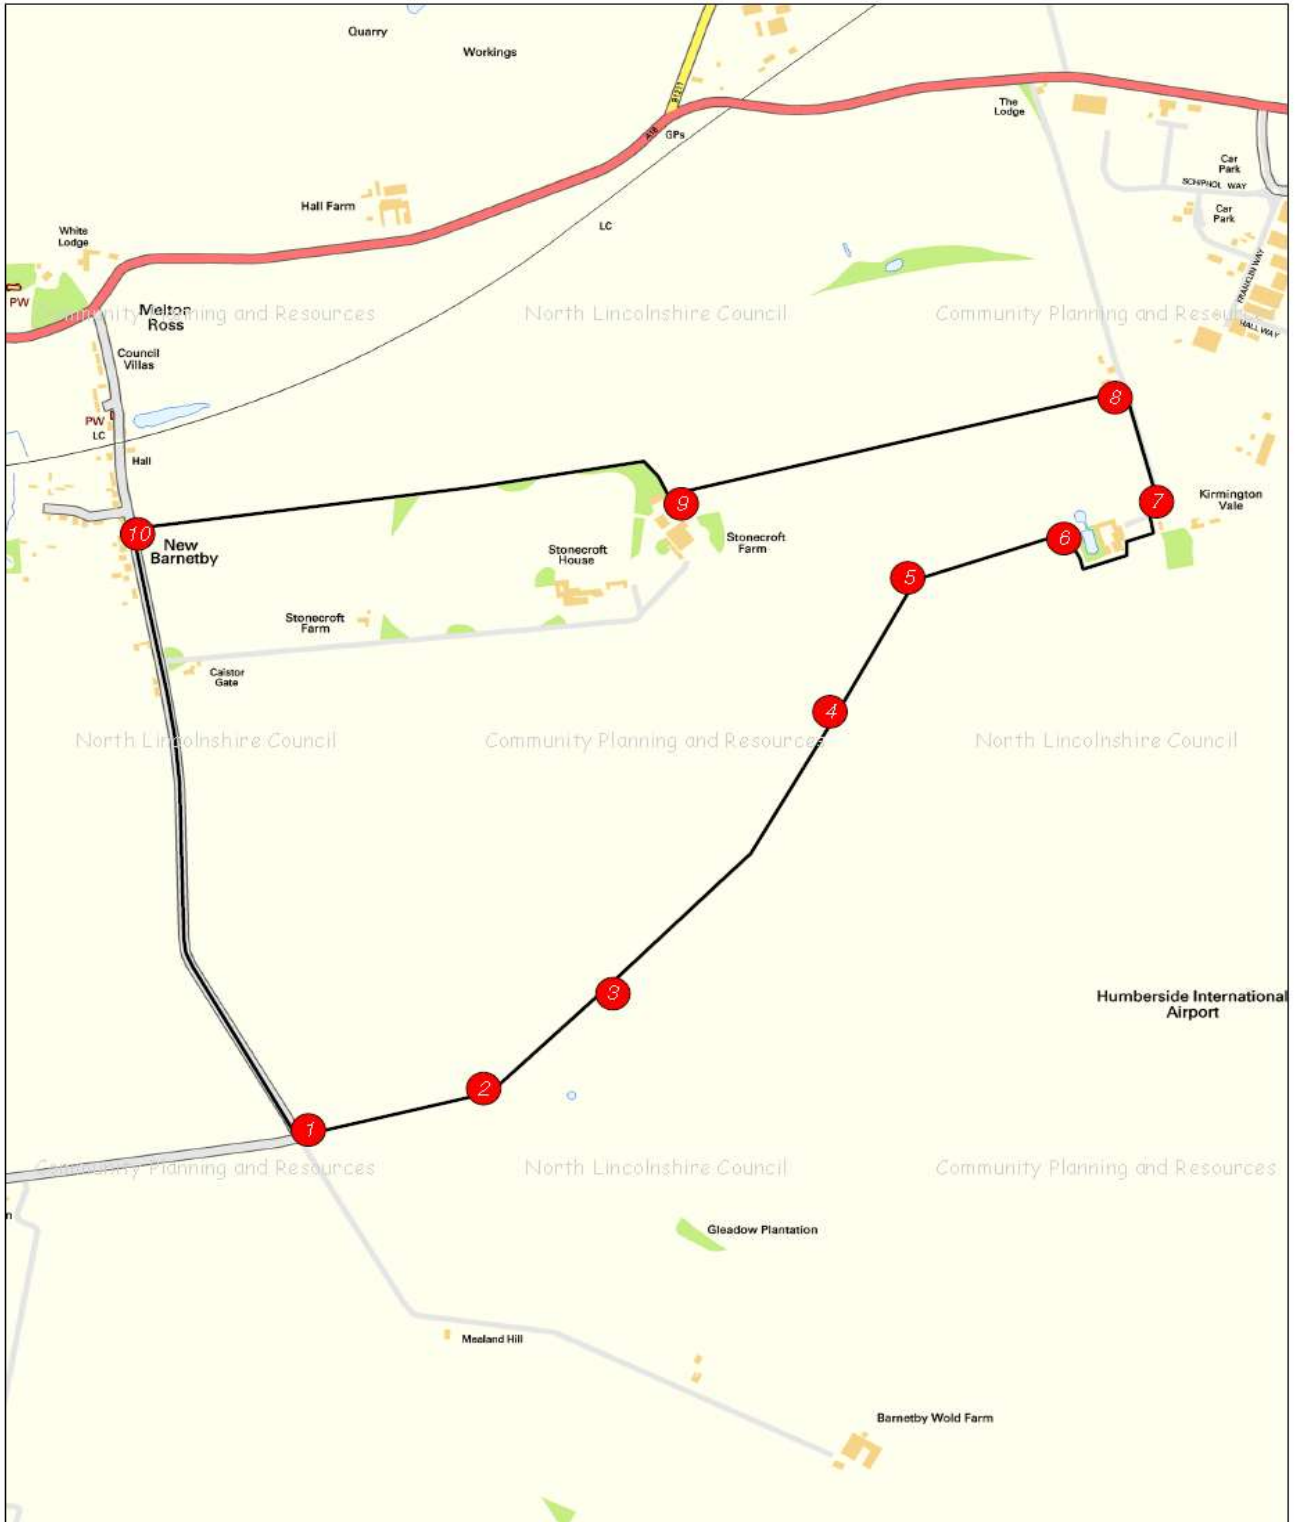 Quarry
Workings
B1211
A18
GPs
The
Lodge
Car
Park
SCHIPHOL WAY
Car
Park
Hall Farm
LC
White
Lodge
FRANKLIN WAY
PW
Melton
Ross
Community Planning and Resources
North Lincolnshire Council
Community Planning and Resources
HALL WAY
Council
Villas
PW
LC
Hall
8
9
7
Kirmington
Vale
10
New
Barnetby
6
Stonecroft
Farm
Stonecroft
House
5
Stonecroft
Farm
Caistor
Gate
4
North Lincolnshire Council
Community Planning and Resources
North Lincolnshire Council
3
Humberside International
Airport
2
1
Community Planning and Resources
North Lincolnshire Council
Community Planning and Resources
n
Gleadow Plantation
Mealand Hill
Barnetby Wold Farm